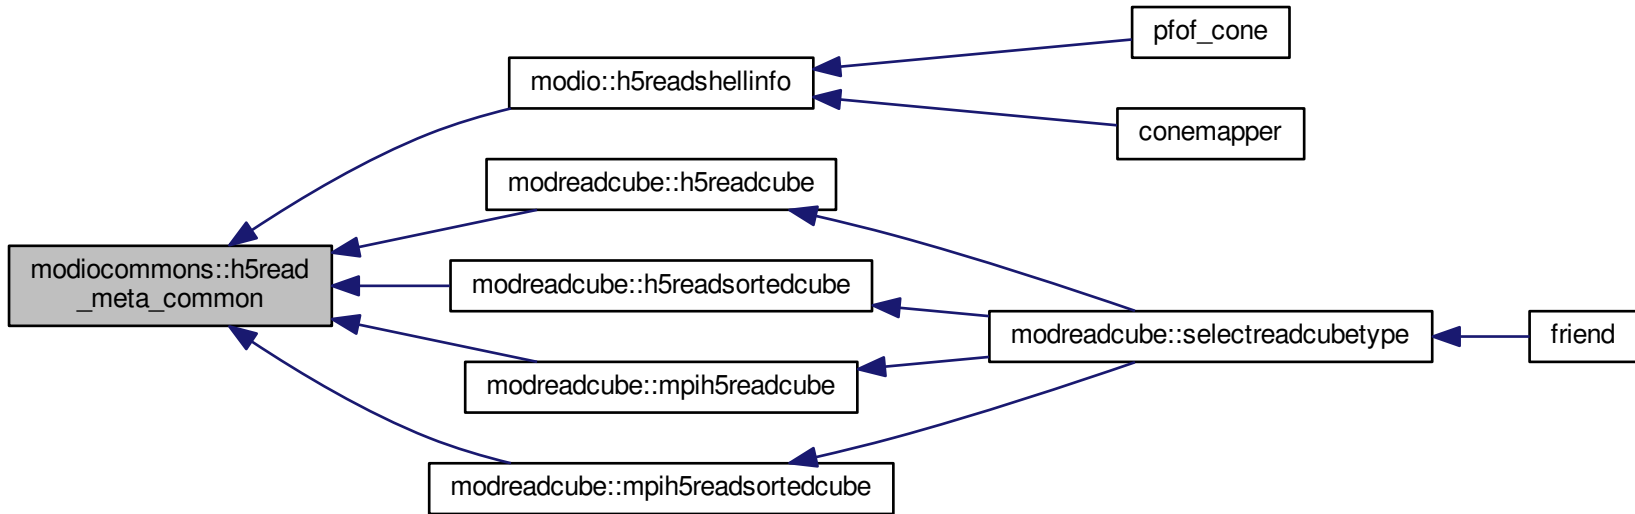 pfof_cone
modio::h5readshellinfo
conemapper
modreadcube::h5readcube
modiocommons::h5read
_meta_common
modreadcube::h5readsortedcube
modreadcube::selectreadcubetype
friend
modreadcube::mpih5readcube
modreadcube::mpih5readsortedcube